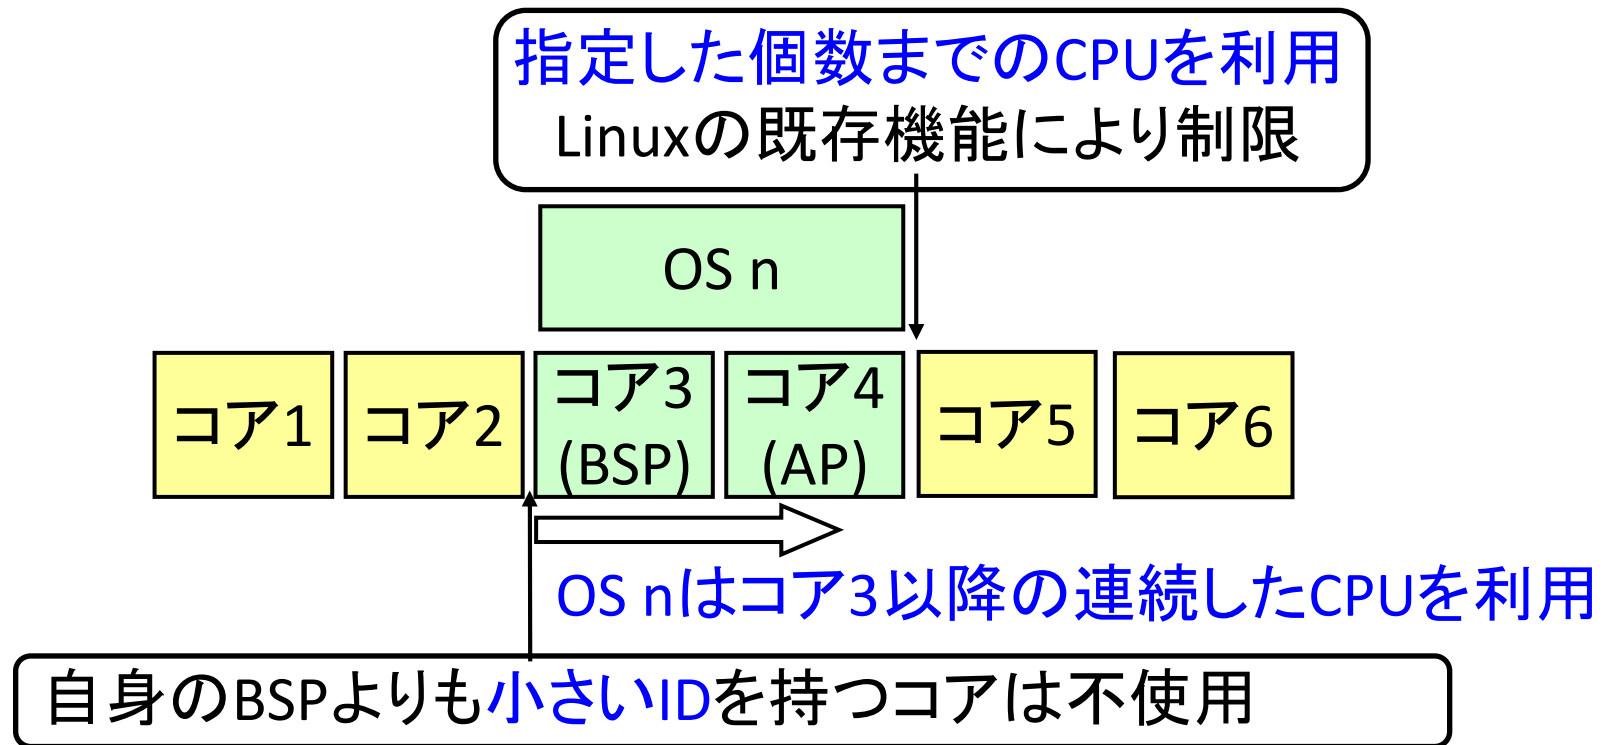 指定した個数までのCPUを利用
Linuxの既存機能により制限
OS n
コア1
コア2
コア3
(BSP)
コア4
(AP)
コア5
コア6
OS nはコア3以降の連続したCPUを利用
自身のBSPよりも小さいIDを持つコアは不使用